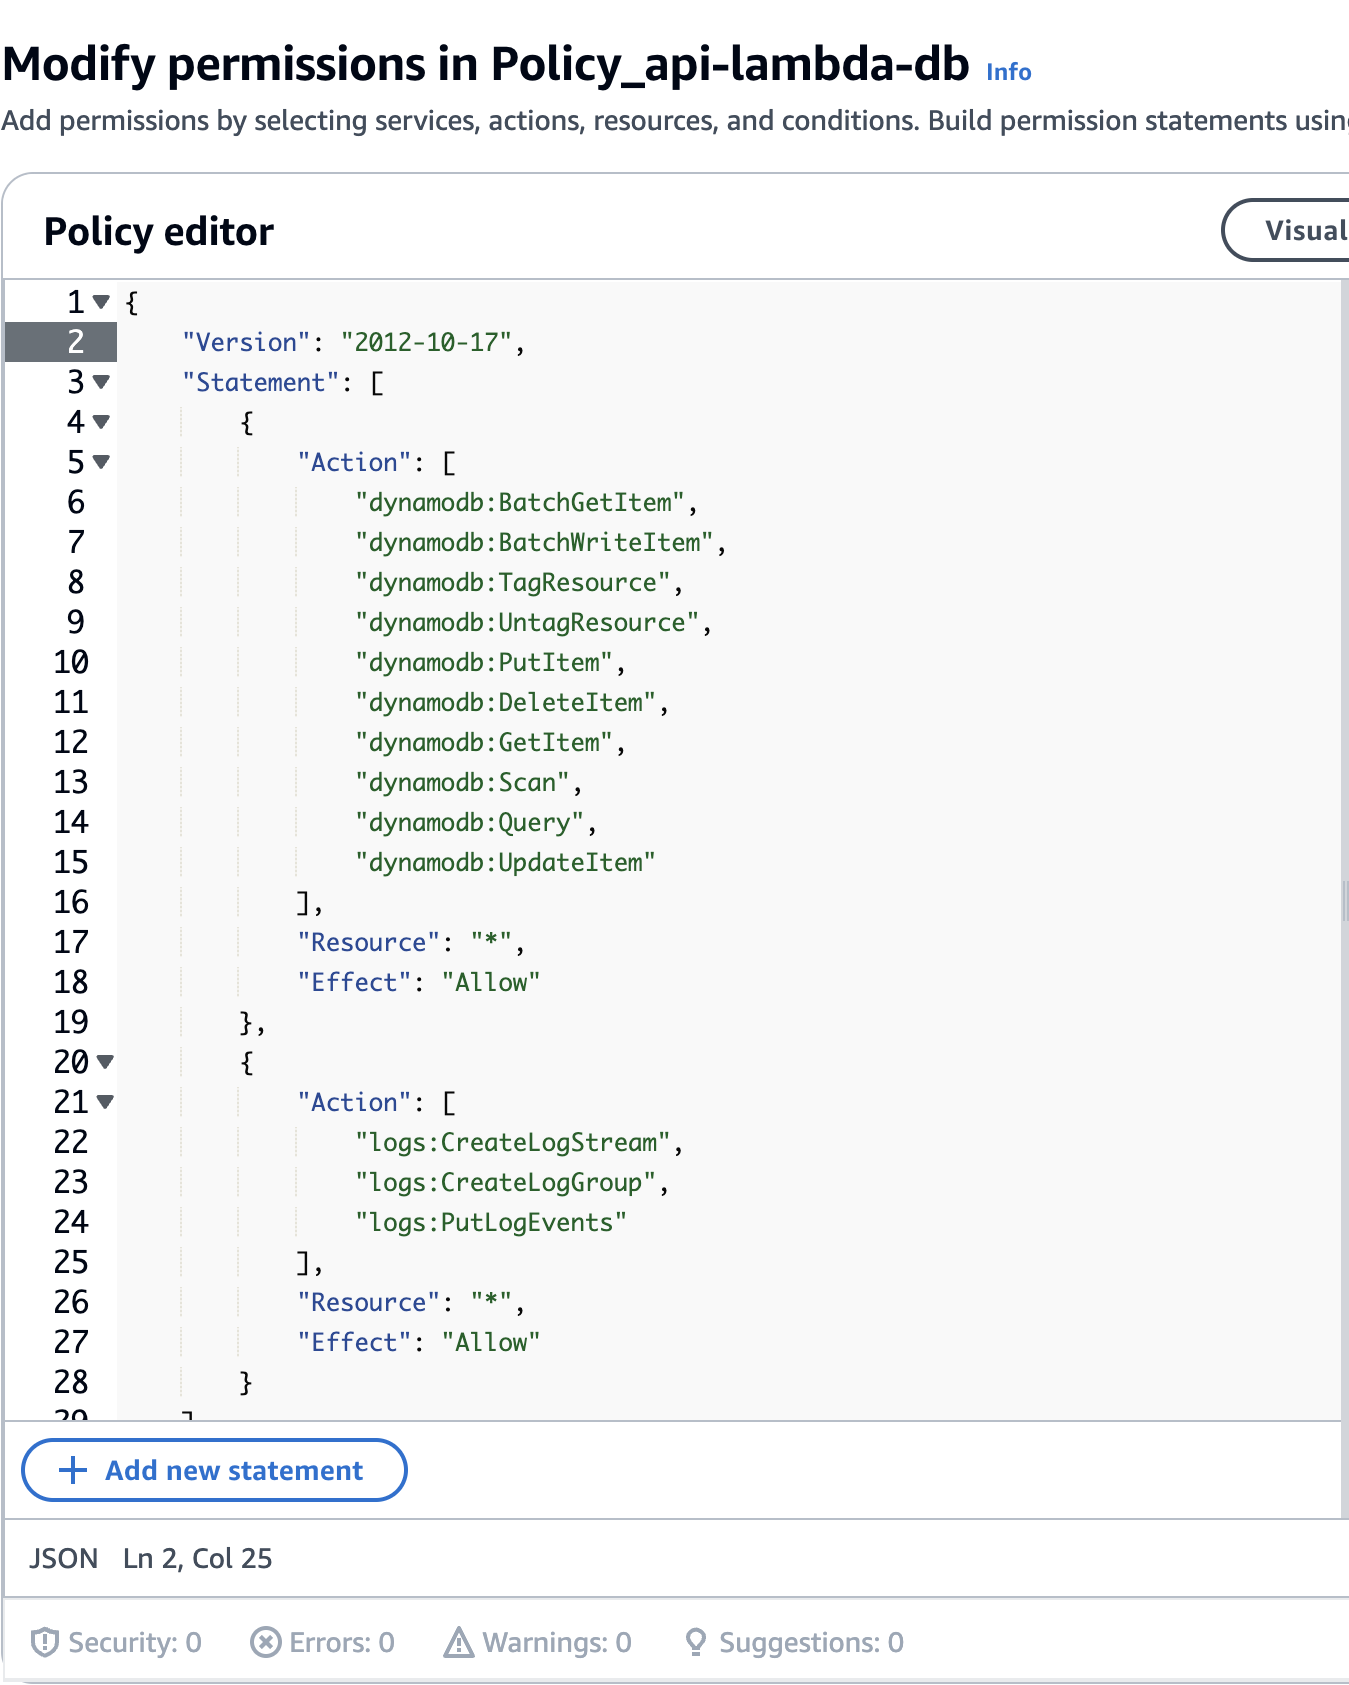 Modify permissions in Policy_api-lambda-db Info
Add permissions by selecting services, actions, resources, and conditions. Build permission statements using
Policy editor
Visual
1 {
2 "Version": "2012-10-17",
3 "Statement": [
4 {
5 "Action": [
6 "dynamodb:BatchGetItem",
7 "dynamodb:BatchWriteItem",
8 "dynamodb:TagResource",
9 "dynamodb:UntagResource",
10 "dynamodb:PutItem",
11 "dynamodb:DeleteItem",
12 "dynamodb:GetItem",
13 "dynamodb:Scan",
14 "dynamodb:Query",
15 "dynamodb:UpdateItem"
16 ],
17 "Resource": "*",
18 "Effect": "Allow"
19 },
20 {
21 "Action": [
22 "logs:CreateLogStream",
23 "logs:CreateLogGroup",
24 "logs:PutLogEvents"
25 ],
26 "Resource": "*",
27 "Effect": "Allow"
28 }
29 ]
+ Add new statement
JSON Ln 2, Col 25
Security: 0 Errors: 0 Warnings: 0 Suggestions: 0